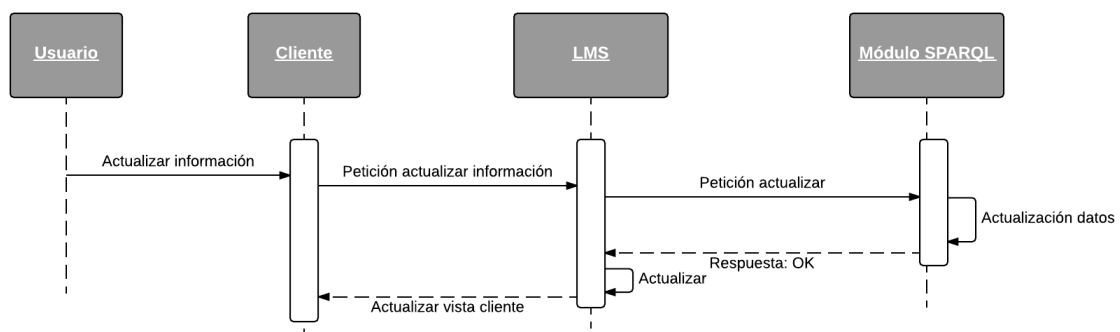 Usuario
Cliente
LMS
Módulo SPARQL
Actualizar información
Petición actualizar información
Petición actualizar
Actualización datos
Respuesta: OK
Actualizar
Actualizar vista cliente